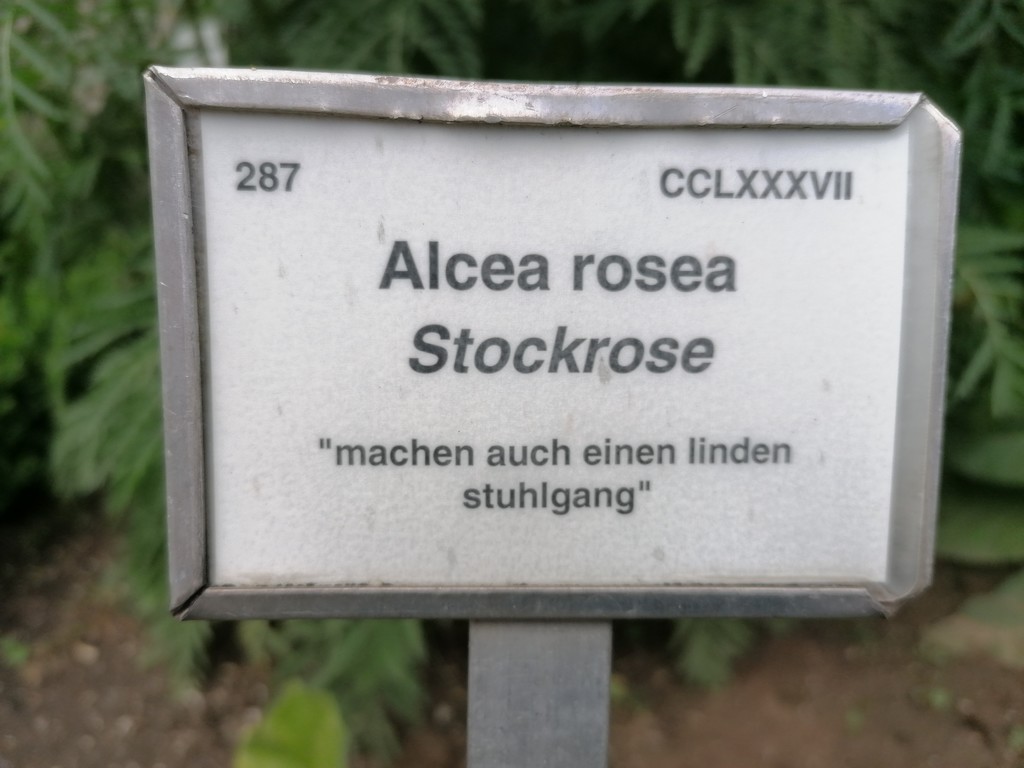 287 CCLXXXVII
Alcea rosea
Stockrose
"machen auch einen linden
stuhlgang"